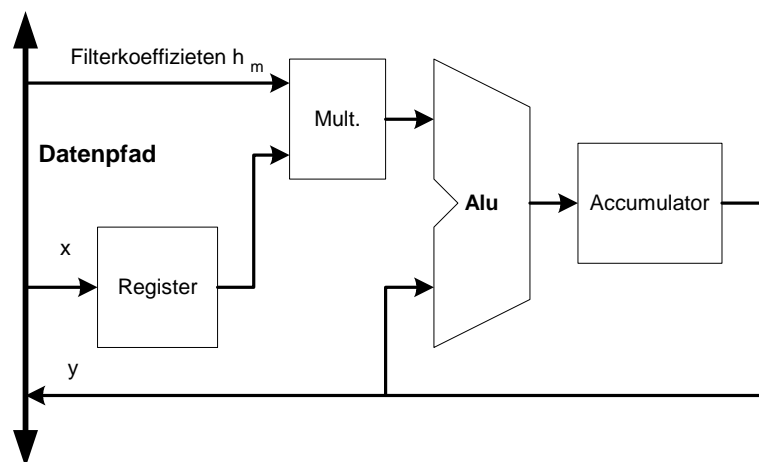 Filterkoeffizieten h m
Mult.
Datenpfad
Alu
Accumulator
x
Register
y